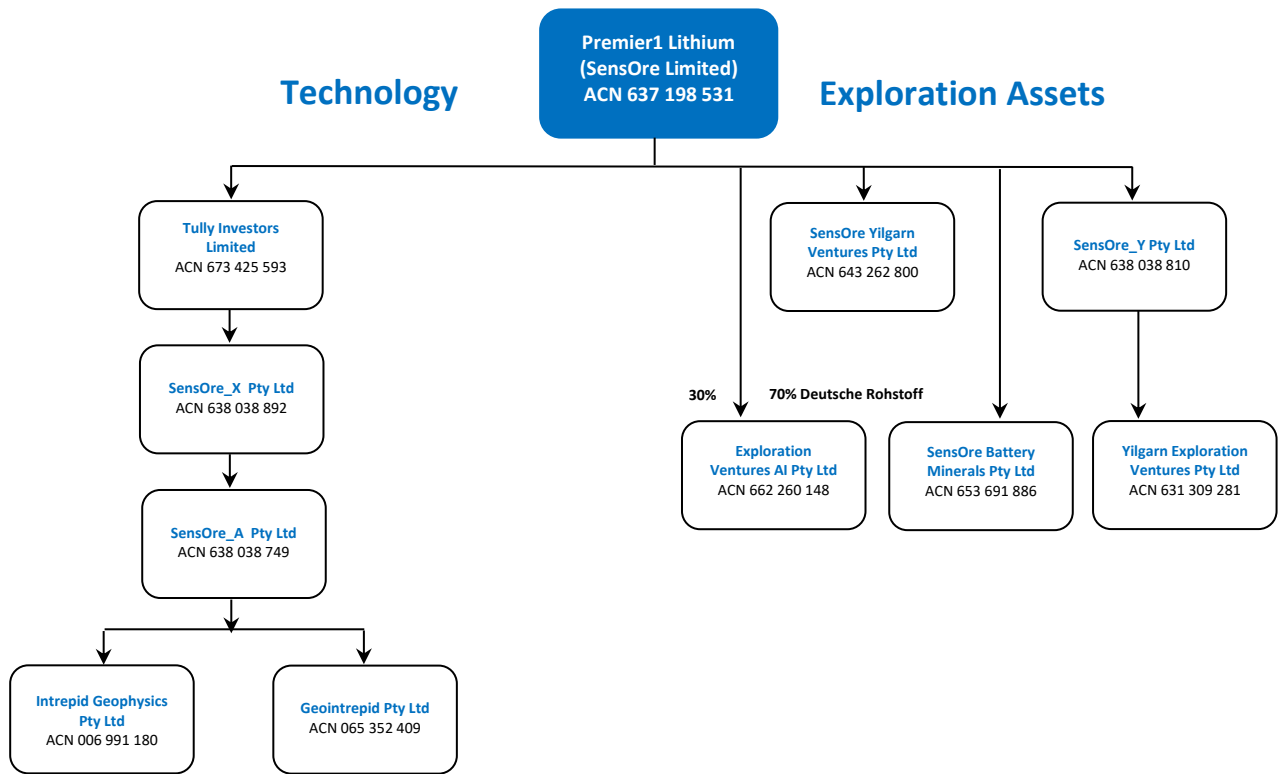 Premier1 Lithium
(SensOre Limited)
ACN 637 198 531
Technology
Exploration Assets
Tully Investors
Limited
ACN 673 425 593
SensOre Yilgarn
Ventures Pty Ltd
ACN 643 262 800
SensOre_Y Pty Ltd
ACN 638 038 810
SensOre_X Pty Ltd
ACN 638 038 892
30%
70% Deutsche Rohstoff
Exploration
Ventures AI Pty Ltd
ACN 662 260 148
SensOre Battery
Minerals Pty Ltd
ACN 653 691 886
Yilgarn Exploration
Ventures Pty Ltd
ACN 631 309 281
SensOre_A Pty Ltd
ACN 638 038 749
Intrepid Geophysics
Pty Ltd
ACN 006 991 180
Geointrepid Pty Ltd
ACN 065 352 409